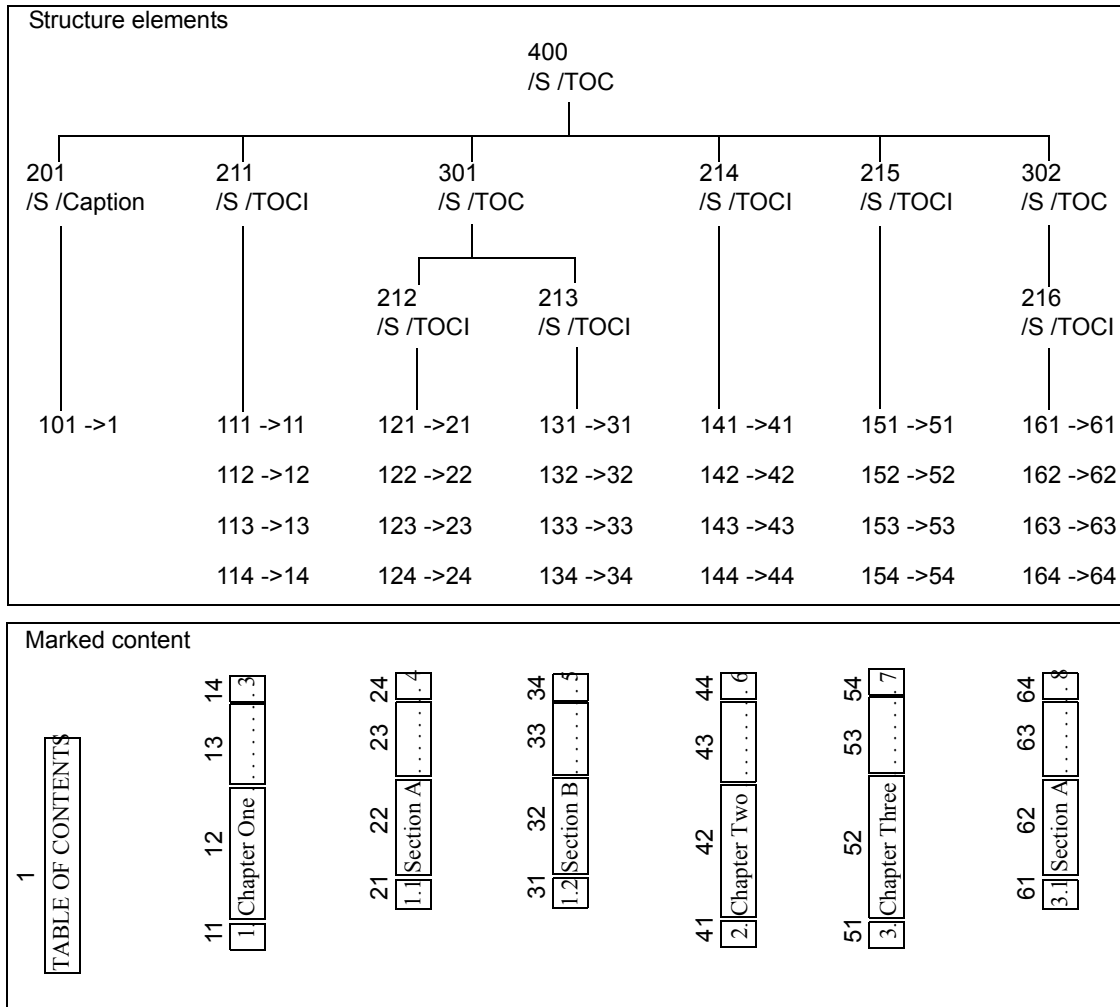 Structure elements
400
/S /TOC
201 211 301 214 215 302
/S /Caption /S /TOCI /S /TOC /S /TOCI /S /TOCI /S /TOC
212 213 216
/S /TOCI /S /TOCI /S /TOCI
101 ->1 111 ->11 121 ->21 131 ->31 141 ->41 151 ->51 161 ->61
112 ->12 122 ->22 132 ->32 142 ->42 152 ->52 162 ->62
113 ->13 123 ->23 133 ->33 143 ->43 153 ->53 163 ->63
114 ->14 124 ->24 134 ->34 144 ->44 154 ->54 164 ->64
Marked content
1
TABLE OF CONTENTS
11 12 13 14
1. Chapter One . . . . . . . 3
21 22 23 24
1.1 Section A . . . . . . . 4
31 32 33 34
1.2 Section B . . . . . . . 5
41 42 43 44
2. Chapter Two . . . . . . . 6
51 52 53 54
3. Chapter Three . . . . . . . 7
61 62 63 64
3.1 Section A . . . . . . . 8